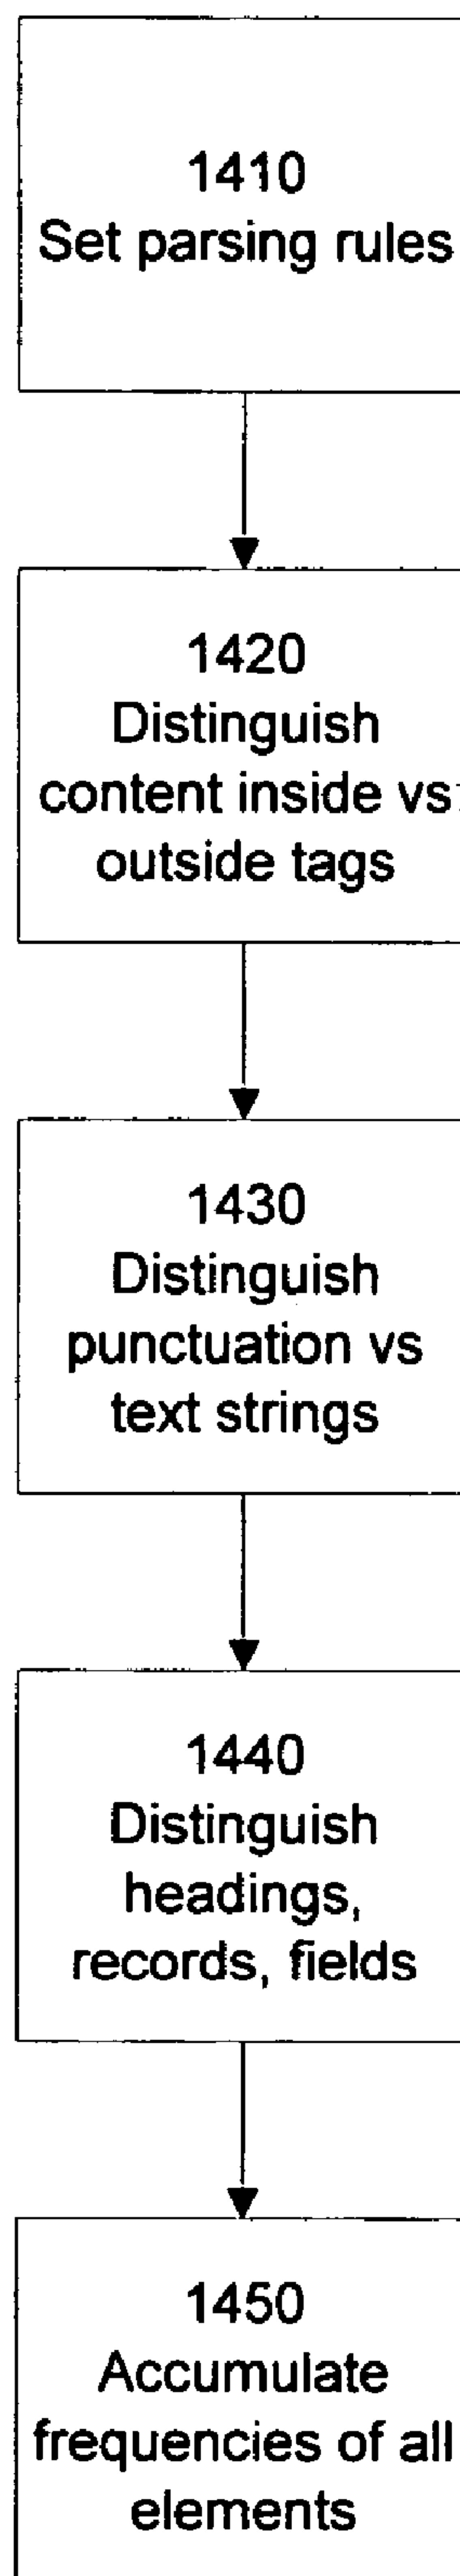 1410
Set parsing rules
1420
Distinguish
content inside vs
outside tags
1430
Distinguish
punctuation vs
text strings
1440
Distinguish
headings,
records, fields
1450
Accumulate
frequencies of all
elements